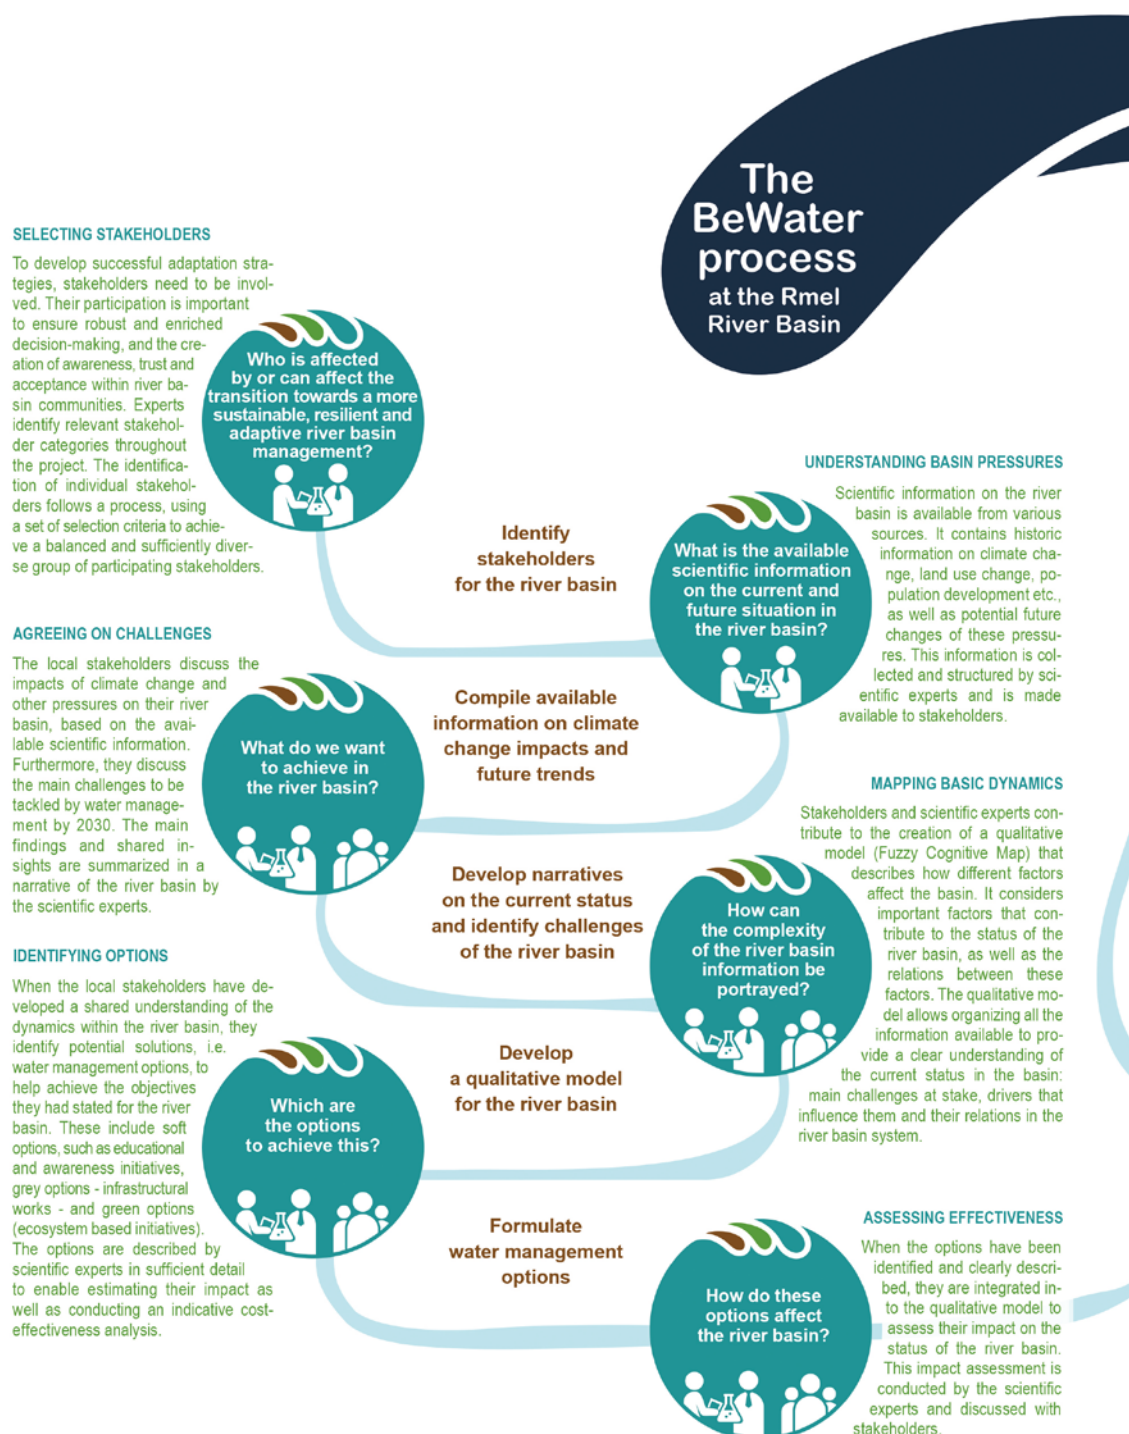 The
BeWater
process
at the Rmel
River Basin
SELECTING STAKEHOLDERS
To develop successful adaptation stra-
tegies, stakeholders need to be invol-
ved. Their participation is important
to ensure robust and enriched
decision-making, and the cre-
ation of awareness, trust and
acceptance within river ba-
sin communities. Experts
identify relevant stakehol-
der categories throughout
the project. The identifica-
tion of individual stakehol-
ders follows a process, using
a set of selection criteria to achie-
ve a balanced and sufficiently diver-
se group of participating stakeholders.
Who is affected
by or can affect the
transition towards a more
sustainable, resilient and
adaptive river basin
management?
Identify
stakeholders
for the river basin
UNDERSTANDING BASIN PRESSURES
Scientific information on the river
basin is available from various
sources. It contains historic
information on climate cha-
nge, land use change, po-
pulation development etc.,
as well as potential future
changes of these pressu-
res. This information is col-
lected and structured by sci-
entific experts and is made
available to stakeholders.
What is the available
scientific information
on the current and
future situation in
the river basin?
Compile available
information on climate
change impacts and
future trends
AGREEING ON CHALLENGES
The local stakeholders discuss the
impacts of climate change and
other pressures on their river
basin, based on the avai-
lable scientific information.
Furthermore, they discuss
the main challenges to be
tackled by water manage-
ment by 2030. The main
findings and shared in-
sights are summarized in a
narrative of the river basin by
the scientific experts.
What do we want
to achieve in
the river basin?
Develop narratives
on the current status
and identify challenges
of the river basin
MAPPING BASIC DYNAMICS
Stakeholders and scientific experts con-
tribute to the creation of a qualitative
model (Fuzzy Cognitive Map) that
describes how different factors
affect the basin. It considers
important factors that con-
tribute to the status of the
river basin, as well as the
relations between these
factors. The qualitative mo-
del allows organizing all the
information available to pro-
vide a clear understanding of
the current status in the basin:
main challenges at stake, drivers that
influence them and their relations in the
river basin system.
How can
the complexity
of the river basin
information be
portrayed?
Develop
a qualitative model
for the river basin
IDENTIFYING OPTIONS
When the local stakeholders have de-
veloped a shared understanding of the
dynamics within the river basin, they
identify potential solutions, i.e.
water management options, to
help achieve the objectives
they had stated for the river
basin. These include soft
options, such as educational
and awareness initiatives,
grey options - infrastructural
works - and green options
(ecosystem based initiatives).
The options are described by
scientific experts in sufficient detail
to enable estimating their impact as
well as conducting an indicative cost-
effectiveness analysis.
Which are
the options
to achieve this?
Formulate
water management
options
ASSESSING EFFECTIVENESS
When the options have been
identified and clearly descri-
bed, they are integrated in-
to the qualitative model to
assess their impact on the
status of the river basin.
This impact assessment is
conducted by the scientific
experts and discussed with
stakeholders.
How do these
options affect
the river basin?